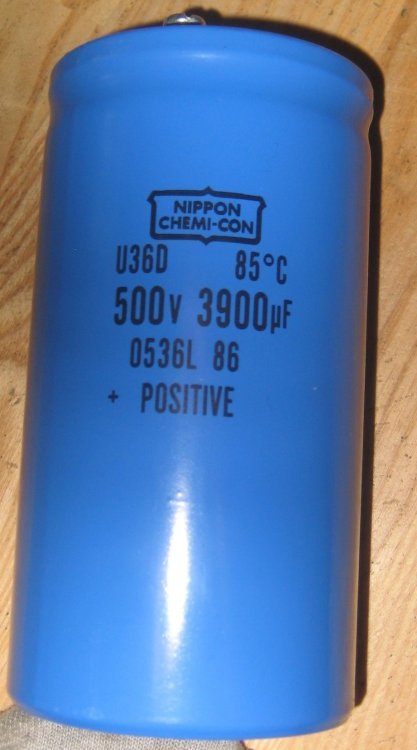 NIPPON
CHEMI-CON
U36D 85°C
500V 3900µF
0536L 86
+ POSITIVE